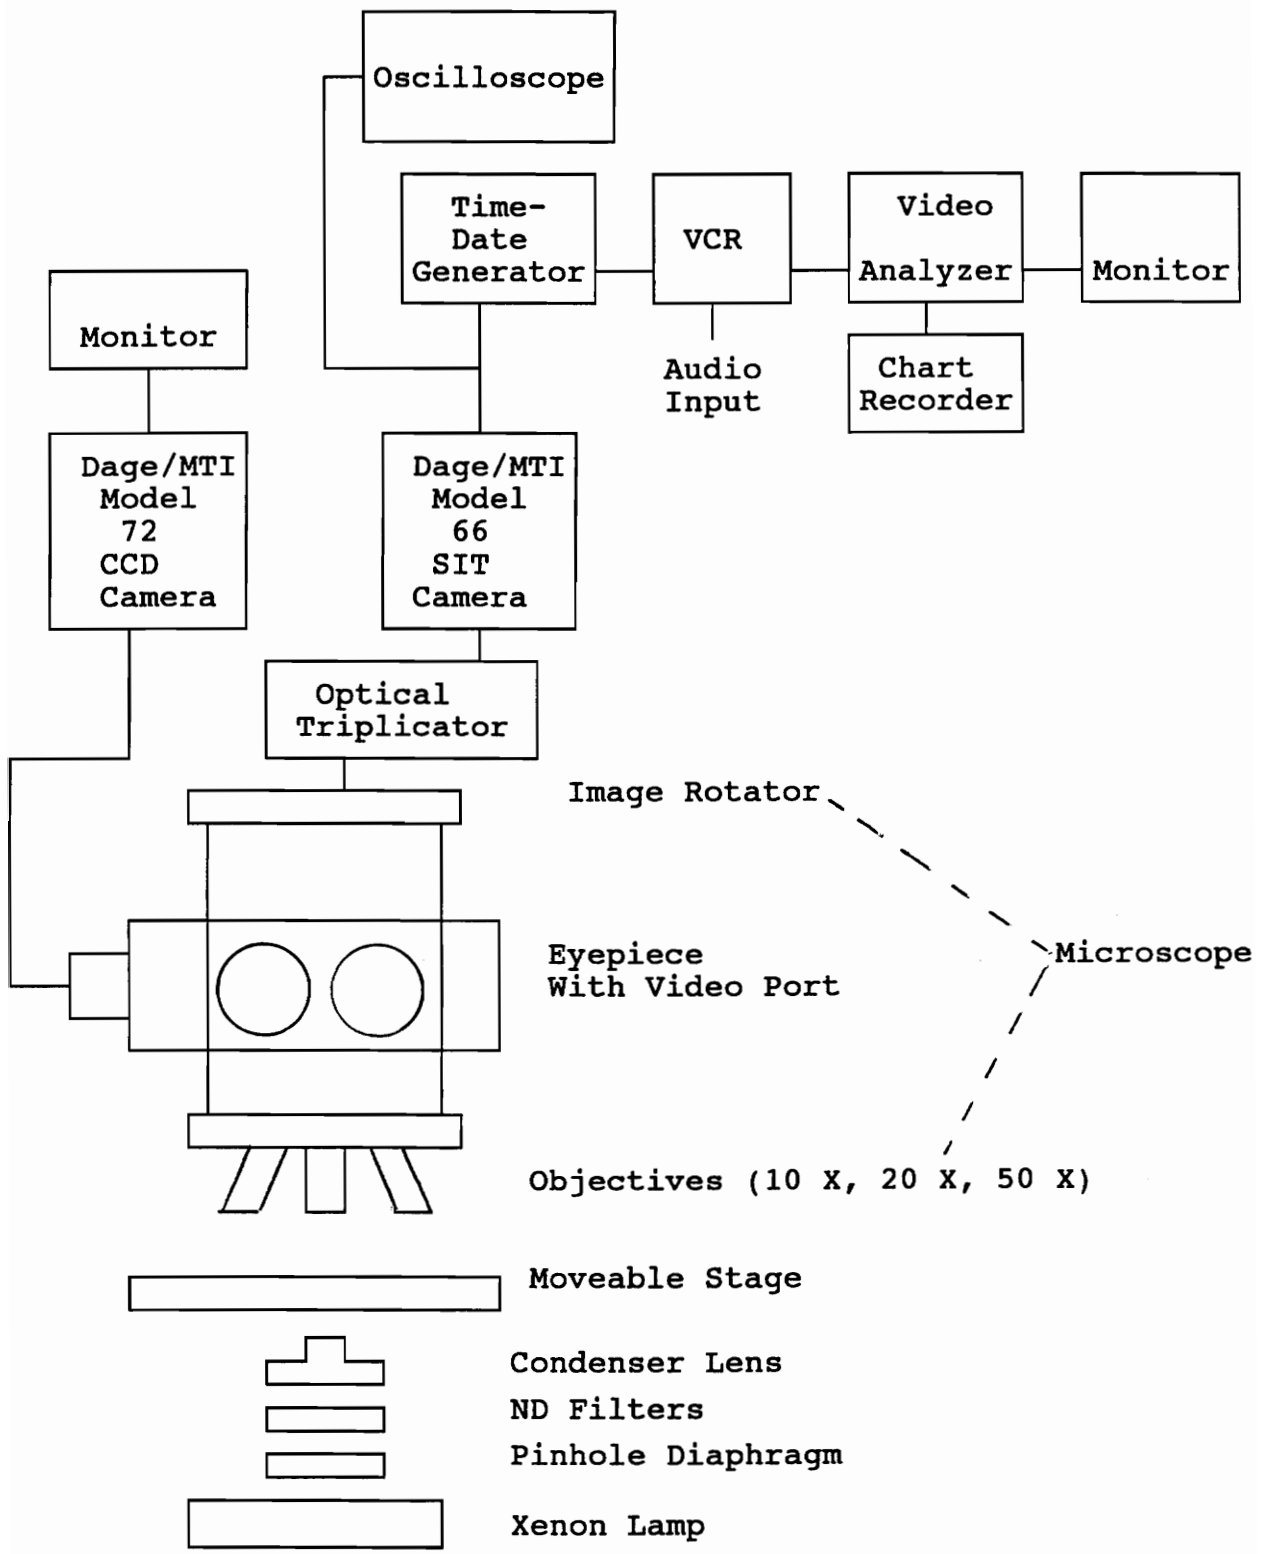 Oscilloscope
Time-
Date
Generator
VCR
Video
Analyzer
Monitor
Monitor
Audio
Input
Chart
Recorder
Dage/MTI
Model
72
CCD
Camera
Dage/MTI
Model
66
SIT
Camera
Optical
Triplicator
Image Rotator
Eyepiece
With Video Port
Microscope
Objectives (10 X, 20 X, 50 X)
Moveable Stage
Condenser Lens
ND Filters
Pinhole Diaphragm
Xenon Lamp